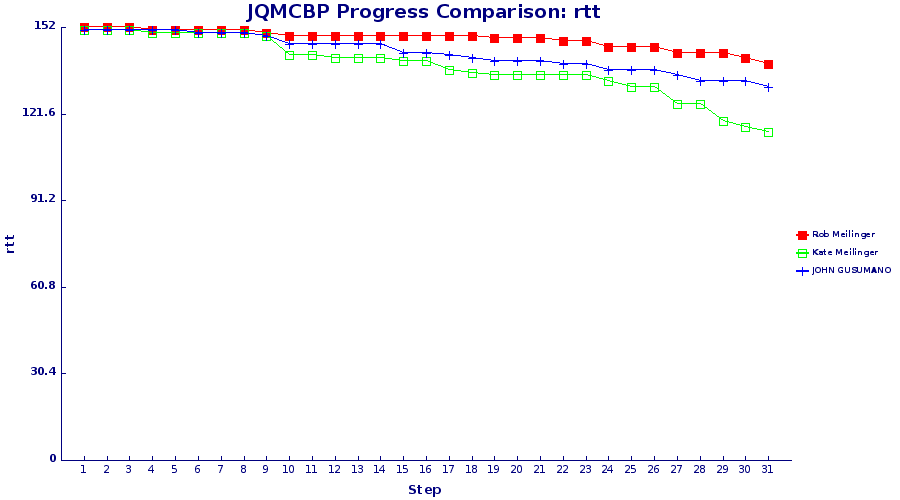 JQMCBP Progress Comparison: rtt
152
121.6
91.2
60.8
30.4
0
rtt
1 2 3 4 5 6 7 8 9 10 11 12 13 14 15 16 17 18 19 20 21 22 23 24 25 26 27 28 29 30 31
Step
Rob Meilinger
Kate Meilinger
JOHN GUSUMANO